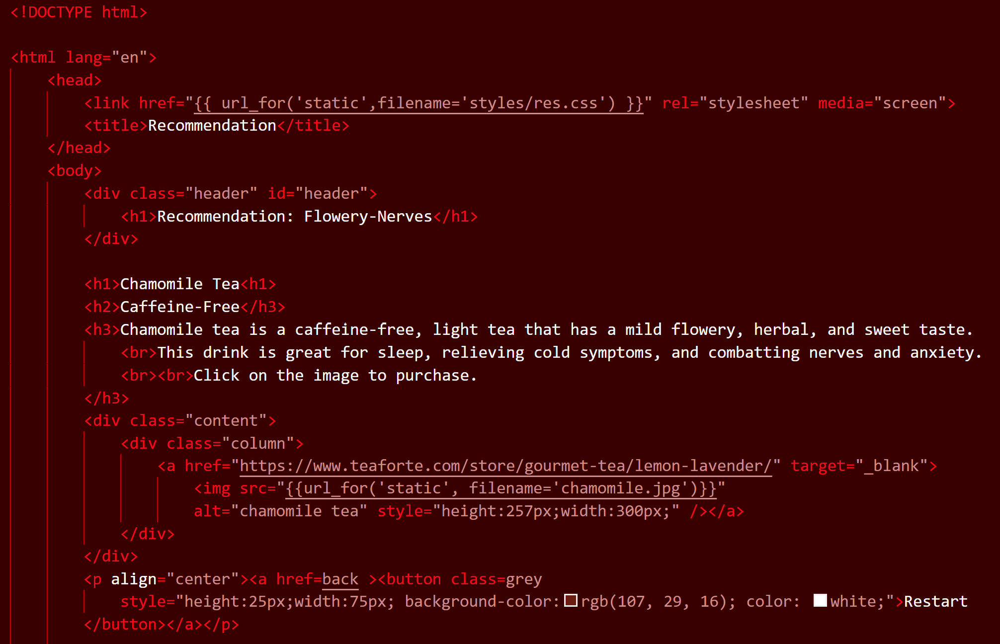 <!DOCTYPE html>
<html lang="en">
<head>
<link href="{{ url_for('static',filename='styles/res.css') }}" rel="stylesheet" media="screen">
<title>Recommendation</title>
</head>
<body>
<div class="header" id="header">
<h1>Recommendation: Flowery-Nerves</h1>
</div>
<h1>Chamomile Tea<h1>
<h2>Caffeine-Free</h3>
<h3>Chamomile tea is a caffeine-free, light tea that has a mild flowery, herbal, and sweet taste.
<br>This drink is great for sleep, relieving cold symptoms, and combatting nerves and anxiety.
<br><br>Click on the image to purchase.
</h3>
<div class="content">
<div class="column">
<a href="https://www.teaforte.com/store/gourmet-tea/lemon-lavender/" target="_blank">
<img src="{{url_for('static', filename='chamomile.jpg')}}"
alt="chamomile tea" style="height:257px;width:300px;" /></a>
</div>
</div>
<p align="center"><a href=back ><button class=grey
style="height:25px;width:75px; background-color:rgb(107, 29, 16); color: white;">Restart
</button></a></p>